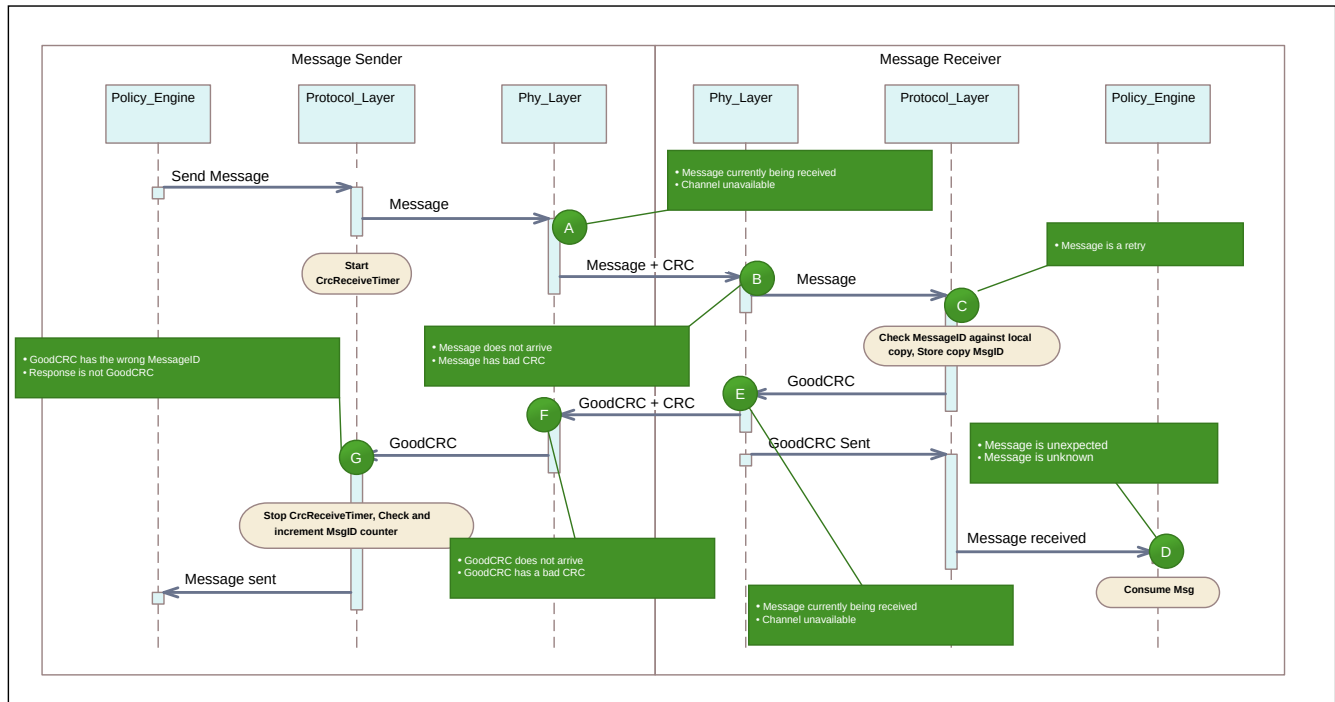 Message Sender
Message Receiver
Policy_Engine
Protocol_Layer
Phy_Layer
Phy_Layer
Protocol_Layer
Policy_Engine
• Message currently being received
• Channel unavailable
Send Message
Message
A
• Message is a retry
Start
CrcReceiveTimer
Message + CRC
B
Message
C
• Message does not arrive
• Message has bad CRC
Check MessageID against local
copy, Store copy MsgID
• GoodCRC has the wrong MessageID
• Response is not GoodCRC
GoodCRC
E
GoodCRC + CRC
F
GoodCRC
G
GoodCRC Sent
• Message is unexpected
• Message is unknown
Stop CrcReceiveTimer, Check and
increment MsgID counter
Message received
D
• GoodCRC does not arrive
• GoodCRC has a bad CRC
Message sent
Consume Msg
• Message currently being received
• Channel unavailable